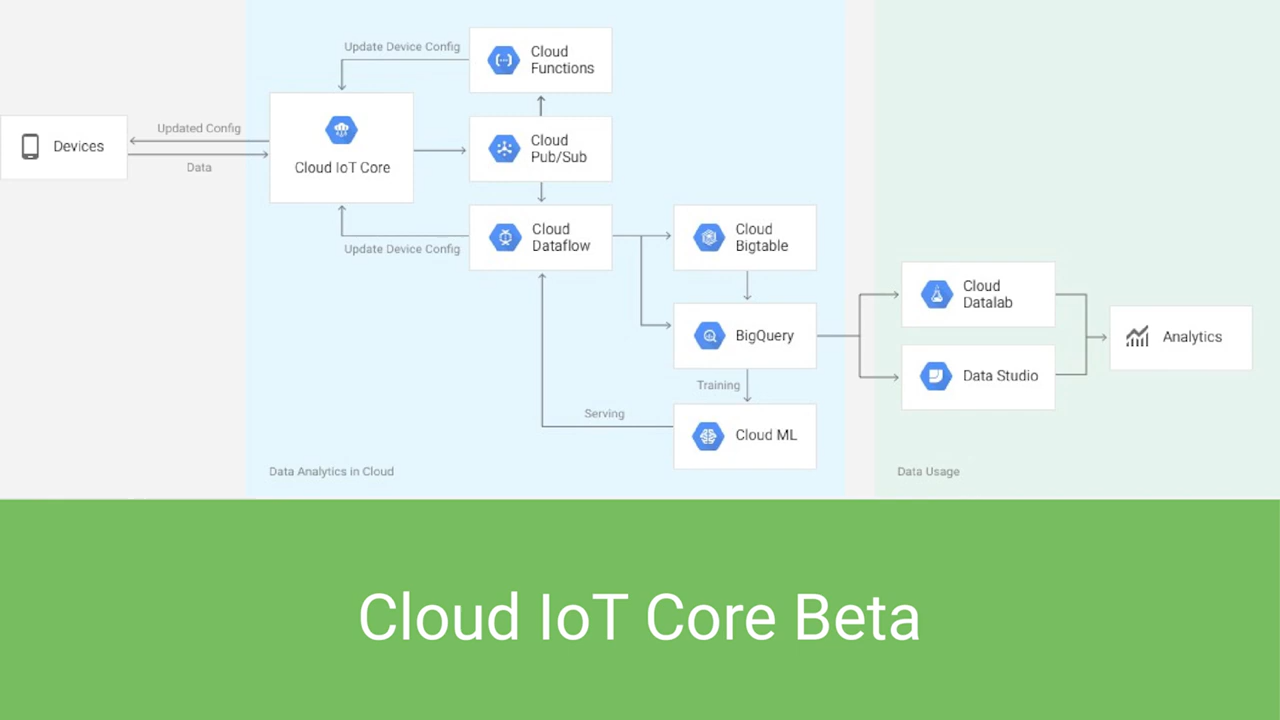 Update Device Config
Cloud
Functions
Devices
Updated Config
Data
Cloud IoT Core
Cloud
Pub/Sub
Update Device Config
Cloud
Dataflow
Cloud
Bigtable
BigQuery
Training
Serving
Cloud ML
Data Analytics in Cloud
Cloud
Datalab
Data Studio
Analytics
Data Usage
Cloud IoT Core Beta